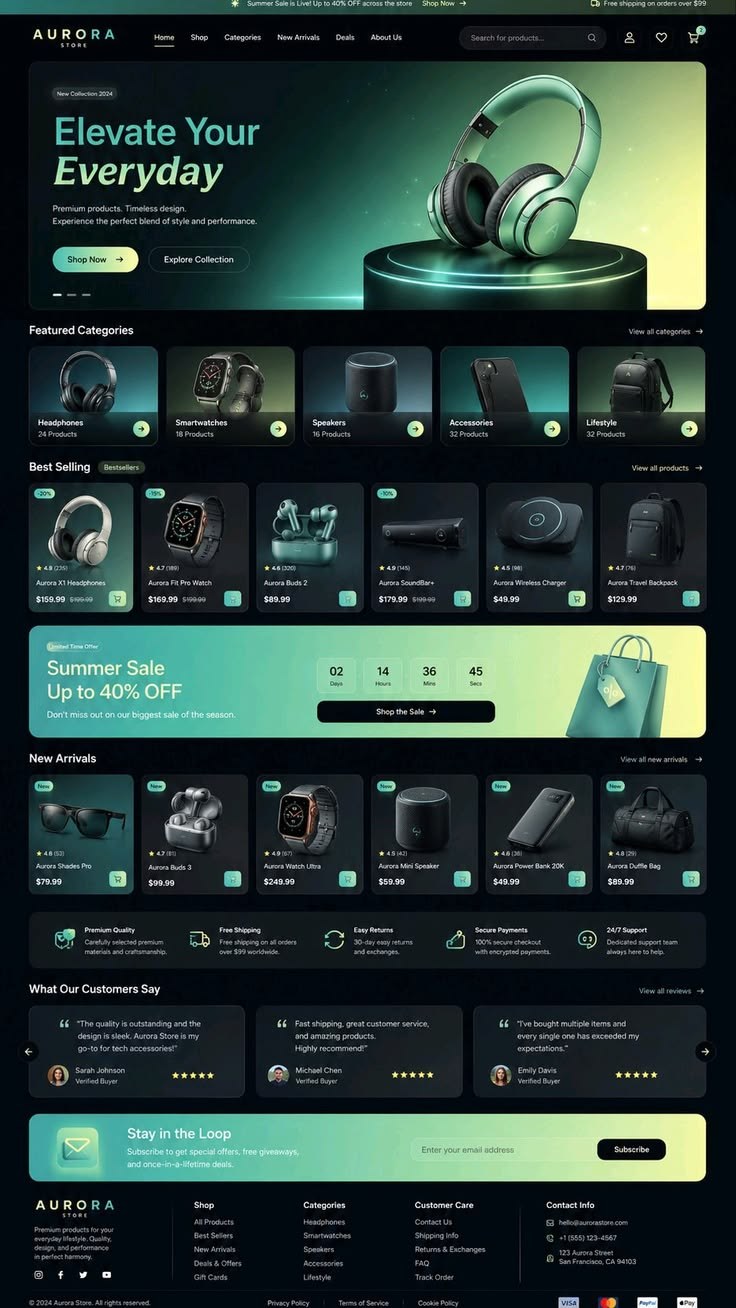 Summer Sale is Live! Up to 40% OFF across the store Shop Now →
Free shipping on orders over $99
AURORA
STORE
Home Shop Categories New Arrivals Deals About Us
Search for products...
2
New Collection 2024
Elevate Your
Everyday
Premium products. Timeless design.
Experience the perfect blend of style and performance.
Shop Now →
Explore Collection
Featured Categories
View all categories →
Headphones
24 Products
Smartwatches
18 Products
Speakers
16 Products
Accessories
32 Products
Lifestyle
32 Products
Best Selling
Bestsellers
View all products →
-20%
★ 4.8 (235)
Aurora X1 Headphones
$159.99 $199.99
-15%
★ 4.7 (189)
Aurora Fit Pro Watch
$169.99 $199.99
★ 4.6 (320)
Aurora Buds 2
$89.99
-10%
★ 4.9 (145)
Aurora SoundBar+
$179.99 $199.99
★ 4.5 (98)
Aurora Wireless Charger
$49.99
★ 4.7 (76)
Aurora Travel Backpack
$129.99
Limited Time Offer
Summer Sale
Up to 40% OFF
Don't miss out on our biggest sale of the season.
02 14 36 45
Days Hours Mins Secs
Shop the Sale →
%
New Arrivals
View all new arrivals →
New
★ 4.6 (53)
Aurora Shades Pro
$79.99
New
★ 4.7 (81)
Aurora Buds 3
$99.99
New
★ 4.9 (67)
Aurora Watch Ultra
$249.99
New
★ 4.5 (42)
Aurora Mini Speaker
$59.99
New
★ 4.6 (38)
Aurora Power Bank 20K
$49.99
New
★ 4.8 (29)
Aurora Duffle Bag
$89.99
Premium Quality
Carefully selected premium
materials and craftsmanship.
Free Shipping
Free shipping on all orders
over $99 worldwide.
Easy Returns
30-day easy returns
and exchanges.
Secure Payments
100% secure checkout
with encrypted payments.
24/7 Support
Dedicated support team
always here to help.
What Our Customers Say
View all reviews →
"The quality is outstanding and the
design is sleek. Aurora Store is my
go-to for tech accessories!"
Sarah Johnson
Verified Buyer
★★★★★
Fast shipping, great customer service,
and amazing products.
Highly recommend!"
Michael Chen
Verified Buyer
★★★★★
"I've bought multiple items and
every single one has exceeded my
expectations."
Emily Davis
Verified Buyer
★★★★★
Stay in the Loop
Subscribe to get special offers, free giveaways,
and once-in-a-lifetime deals.
Enter your email address
Subscribe
AURORA
STORE
Premium products for your
everyday lifestyle. Quality,
design, and performance
in perfect harmony.
Shop
All Products
Best Sellers
New Arrivals
Deals & Offers
Gift Cards
Categories
Headphones
Smartwatches
Speakers
Accessories
Lifestyle
Customer Care
Contact Us
Shipping Info
Returns & Exchanges
FAQ
Track Order
Contact Info
hello@aurorastore.com
+1 (555) 123-4567
123 Aurora Street
San Francisco, CA 94103
© 2024 Aurora Store. All rights reserved.
Privacy Policy
Terms of Service
Cookie Policy
VISA
PayPal
Pay